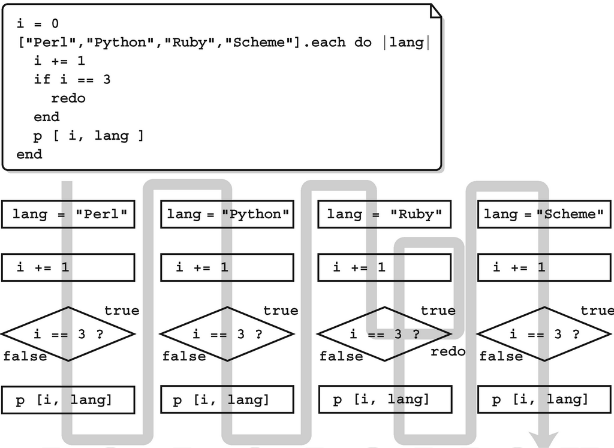 i = 0
["Perl","Python","Ruby","Scheme"].each do |lang|
i += 1
if i == 3
redo
end
p [ i, lang ]
end
lang = "Perl"
lang = "Python"
lang = "Ruby"
lang = "Scheme"
i += 1
i += 1
i += 1
i += 1
true
true
true
true
i == 3 ?
i == 3 ?
i == 3 ?
i == 3 ?
redo
false
false
false
false
p [i, lang]
p [i, lang]
p [i, lang]
p [i, lang]